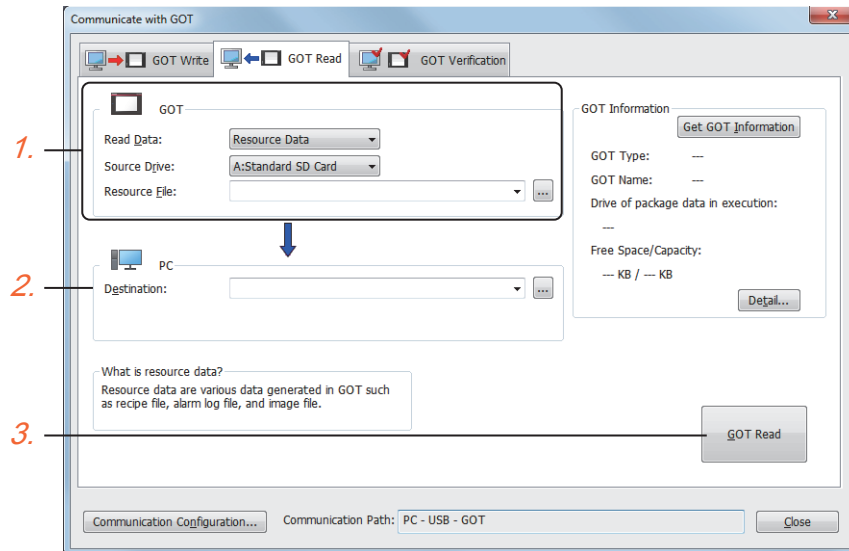 Communicate with GOT
GOT Write
GOT Read
GOT Verification
1.
GOT
Read Data:
Resource Data
Source Drive:
A:Standard SD Card
Resource File:
...
2.
PC
Destination:
...
What is resource data?
Resource data are various data generated in GOT such
as recipe file, alarm log file, and image file.
GOT Information
Get GOT Information
GOT Type: ---
GOT Name: ---
Drive of package data in execution:
---
Free Space/Capacity:
--- KB / --- KB
Detail...
3.
GOT Read
Communication Configuration...
Communication Path: PC - USB - GOT
Close